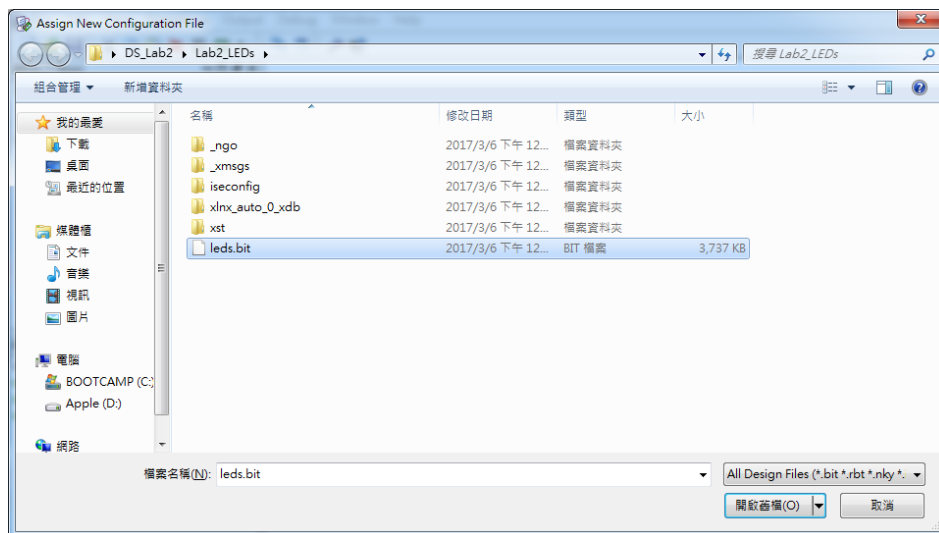 Assign New Configuration File
DS_Lab2 Lab2_LEDs 搜尋 Lab2_LEDs
組合管理 新增資料夾
我的最愛
下載
桌面
最近的位置
媒體櫃
文件
音樂
視訊
圖片
電腦
BOOTCAMP (C:)
Apple (D:)
網路
名稱 修改日期 類型 大小
_ngo 2017/3/6 下午 12... 檔案資料夾
_xmsgs 2017/3/6 下午 12... 檔案資料夾
iseconfig 2017/3/6 下午 12... 檔案資料夾
xlnx_auto_0_xdb 2017/3/6 下午 12... 檔案資料夾
xst 2017/3/6 下午 12... 檔案資料夾
leds.bit 2017/3/6 下午 12... BIT 檔案 3,737 KB
檔案名稱(N): leds.bit All Design Files (*.bit *.rbt *.nky *.
開啟舊檔(O) 取消